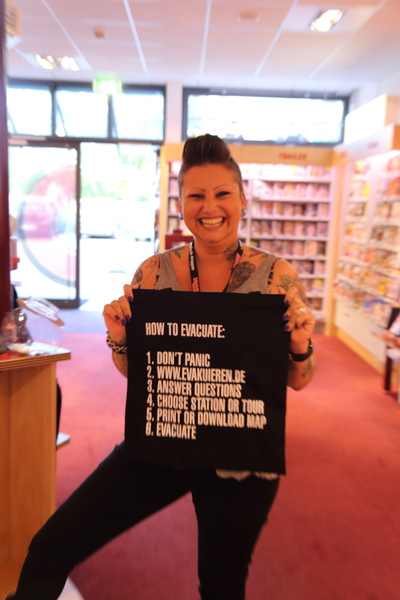 HOW TO EVACUATE:
1. DON'T PANIC
2. WWW.EVAKUIEREN.DE
3. ANSWER QUESTIONS
4. CHOOSE STATION OR TOUR
5. PRINT OR DOWNLOAD MAP
6. EVACUATE